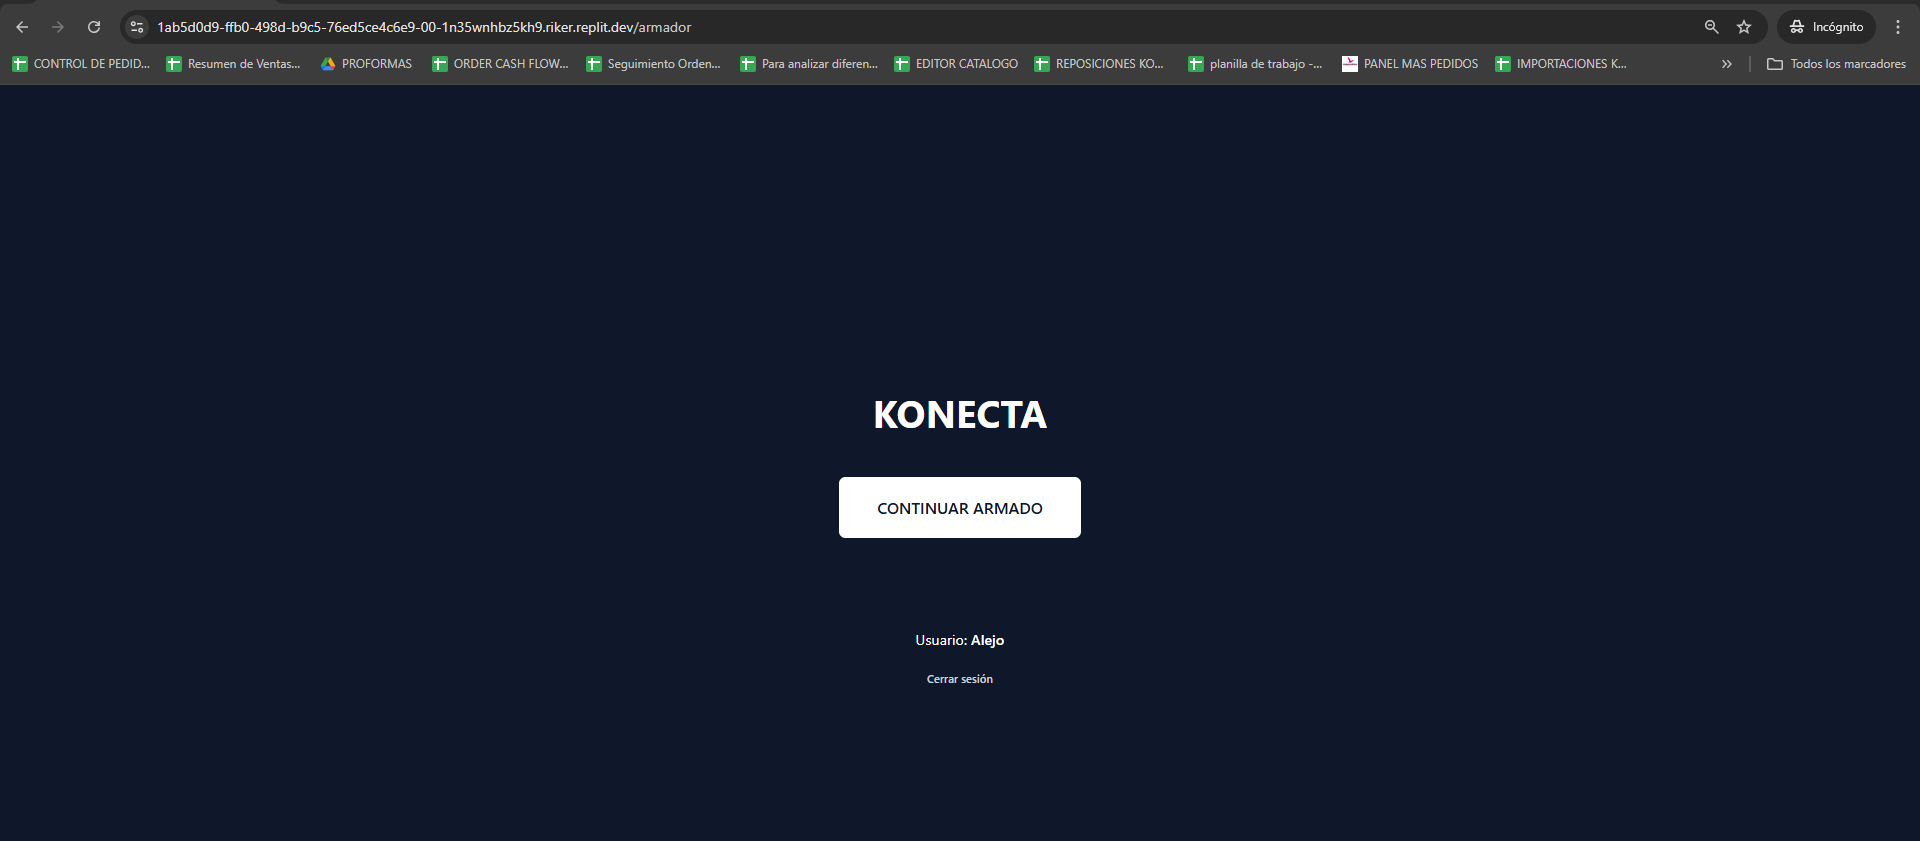 1ab5d0d9-ffb0-498d-b9c5-76ed5ce4c6e9-00-1n35wnhbz5kh9.riker.replit.dev/armador
Incógnito
CONTROL DE PEDID...
Resumen de Ventas...
PROFORMAS
ORDER CASH FLOW...
Seguimiento Orden...
Para analizar diferen...
EDITOR CATALOGO
REPOSICIONES KO...
planilla de trabajo -...
PANEL MAS PEDIDOS
IMPORTACIONES K...
Todos los marcadores
KONECTA
CONTINUAR ARMADO
Usuario: Alejo
Cerrar sesión